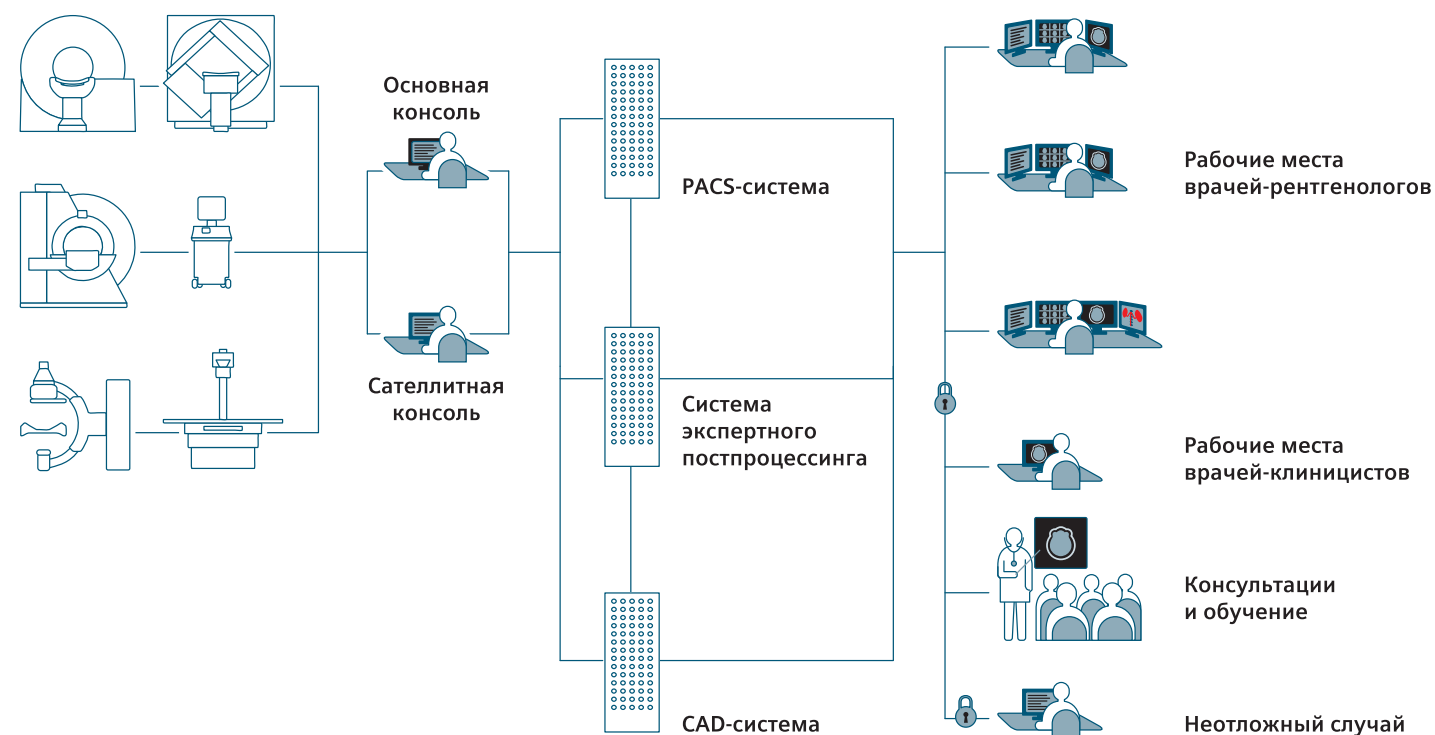 Основная
консоль
Сателлитная
консоль
PACS-система
Система
экспертного
постпроцессинга
CAD-система
Рабочие места
врачей-рентгенологов
Рабочие места
врачей-клиницистов
Консультации
и обучение
Неотложный случай